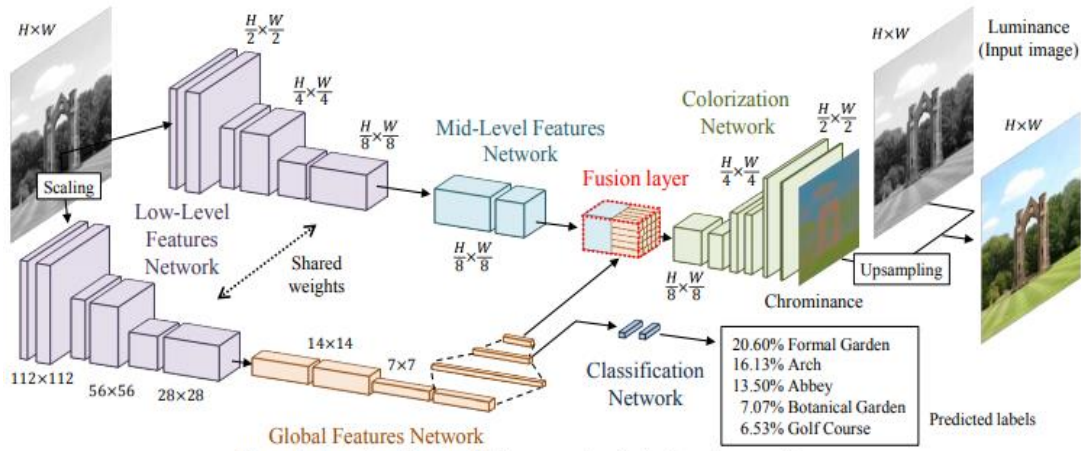 H×W
H/2 × W/2
H/4 × W/4
H/8 × W/8
Scaling
Low-Level
Features
Network
Shared
weights
112×112
56×56
28×28
14×14
7×7
Global Features Network
Mid-Level Features
Network
H/8 × W/8
Fusion layer
Colorization
Network
H/8 × W/8
H/4 × W/4
H/2 × W/2
Chrominance
Classification
Network
20.60% Formal Garden
16.13% Arch
13.50% Abbey
7.07% Botanical Garden
6.53% Golf Course
Predicted labels
H×W
Luminance
(Input image)
Upsampling
H×W